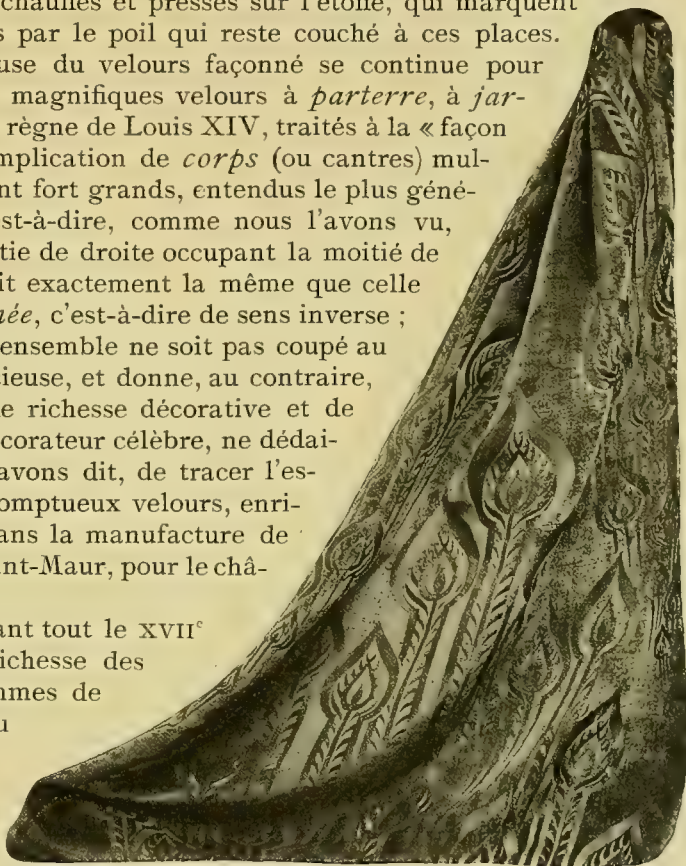 chauffés et pressés sur l'étoffe, qui marquent
s par le poil qui reste couché à ces places.
use du velours façonné se continue pour
magnifiques velours à parterre, à jar-
règne de Louis XIV, traités à la « façon
mplication de corps (ou cantres) mul-
nt fort grands, entendus le plus géné-
st-à-dire, comme nous l'avons vu,
tie de droite occupant la moitié de
it exactement la même que celle
née, c'est-à-dire de sens inverse ;
ensemble ne soit pas coupé au
ieuse, et donne, au contraire,
e richesse décorative et de
corateur célèbre, ne dédai-
avons dit, de tracer l'es-
omptueux velours, enri-
ans la manufacture de
nt-Maur, pour le châ-
ant tout le XVIIe
ichesse des
mes de
u